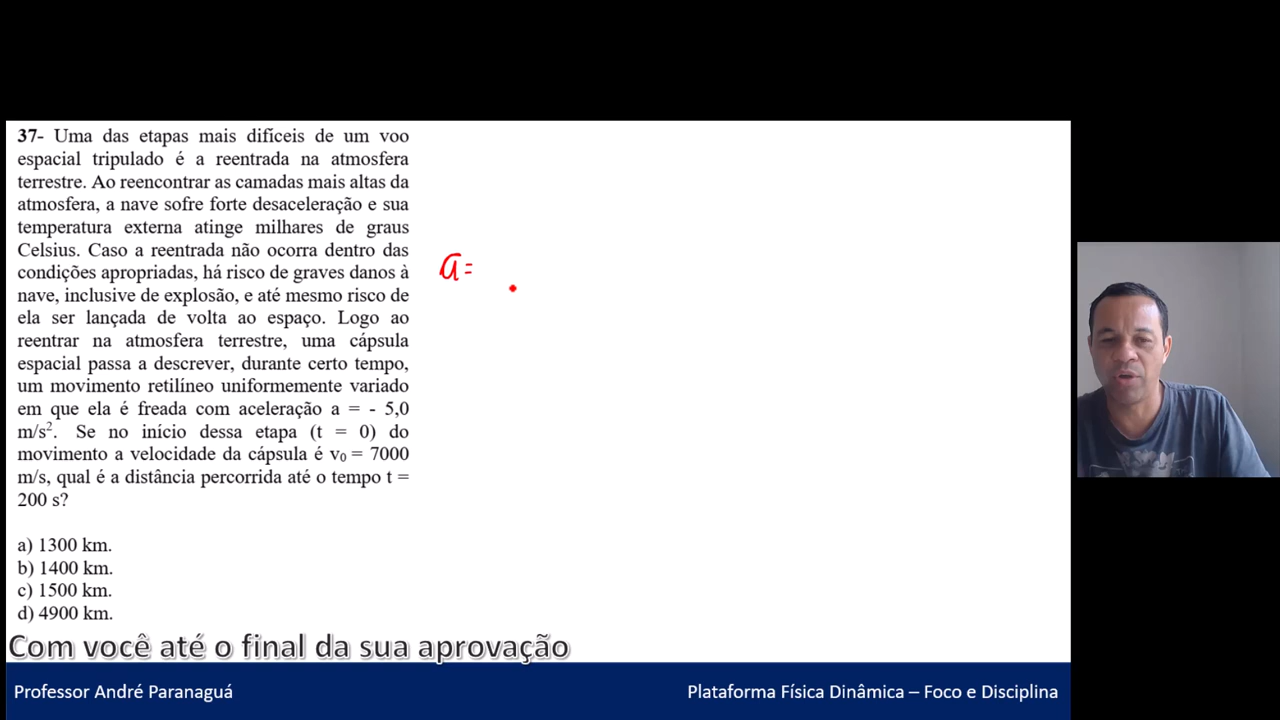 37- Uma das etapas mais difíceis de um voo
espacial tripulado é a reentrada na atmosfera
terrestre. Ao reencontrar as camadas mais altas da
atmosfera, a nave sofre forte desaceleração e sua
temperatura externa atinge milhares de graus
Celsius. Caso a reentrada não ocorra dentro das
condições apropriadas, há risco de graves danos à
nave, inclusive de explosão, e até mesmo risco de
ela ser lançada de volta ao espaço. Logo ao
reentrar na atmosfera terrestre, uma cápsula
espacial passa a descrever, durante certo tempo,
um movimento retilíneo uniformemente variado
em que ela é freada com aceleração a = - 5,0
m/s². Se no início dessa etapa (t = 0) do
movimento a velocidade da cápsula é v₀ = 7000
m/s, qual é a distância percorrida até o tempo t =
200 s?
a) 1300 km.
b) 1400 km.
c) 1500 km.
d) 4900 km.
a=
Com você até o final da sua aprovação
Professor André Paranaguá
Plataforma Física Dinâmica – Foco e Disciplina